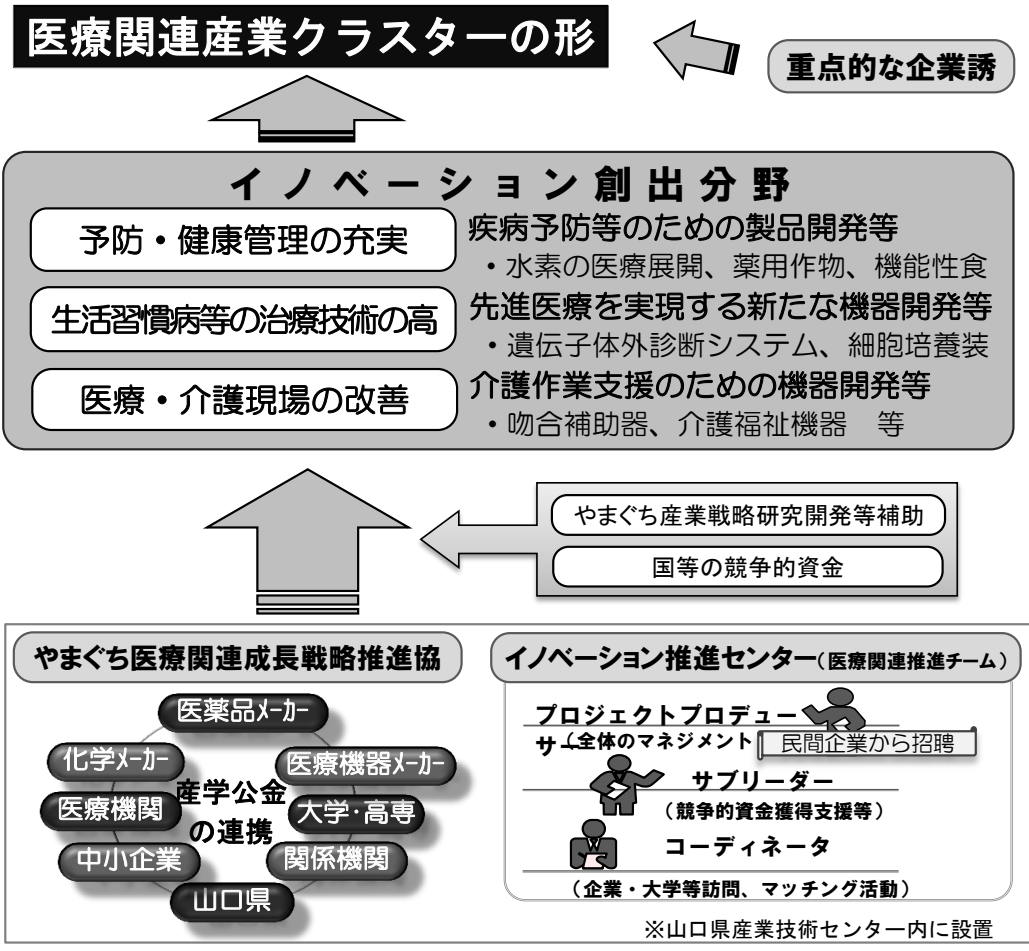 医療関連産業クラスターの形
重点的な企業誘
イノベーション創出分野
予防・健康管理の充実
疾病予防等のための製品開発等
・水素の医療展開、薬用作物、機能性食
生活習慣病等の治療技術の高
先進医療を実現する新たな機器開発等
・遺伝子体外診断システム、細胞培養装
医療・介護現場の改善
介護作業支援のための機器開発等
・吻合補助器、介護福祉機器　等
やまぐち産業戦略研究開発等補助
国等の競争的資金
やまぐち医療関連成長戦略推進協
医薬品ﾒｰｶｰ
化学ﾒｰｶｰ
医療機器ﾒｰｶｰ
医療機関
産学公金
の連携
大学・高専
中小企業
関係機関
山口県
イノベーション推進センター(医療関連推進チーム)
プロジェクトプロデュー
サー
(全体のマネジメント
民間企業から招聘
サブリーダー
(競争的資金獲得支援等)
コーディネータ
(企業・大学等訪問、マッチング活動)
※山口県産業技術センター内に設置